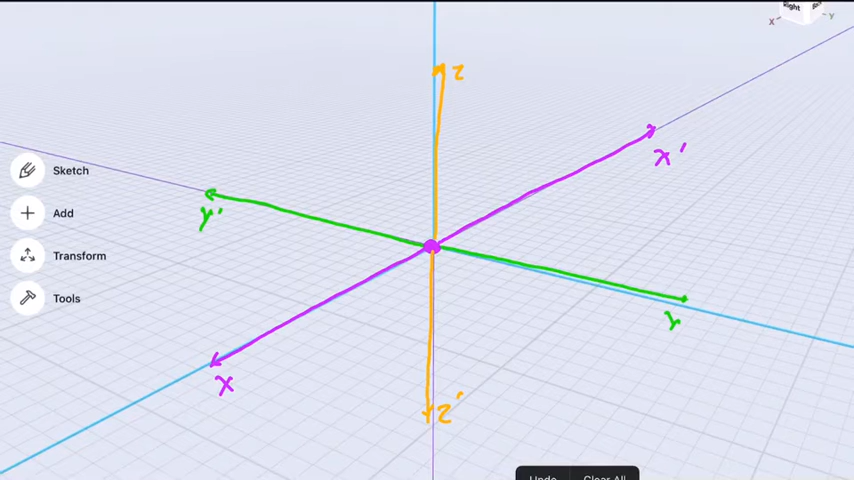 Right
X
Y
z
x'
Sketch
y'
Add
Transform
Tools
y
x
z'
Undo
Clear All